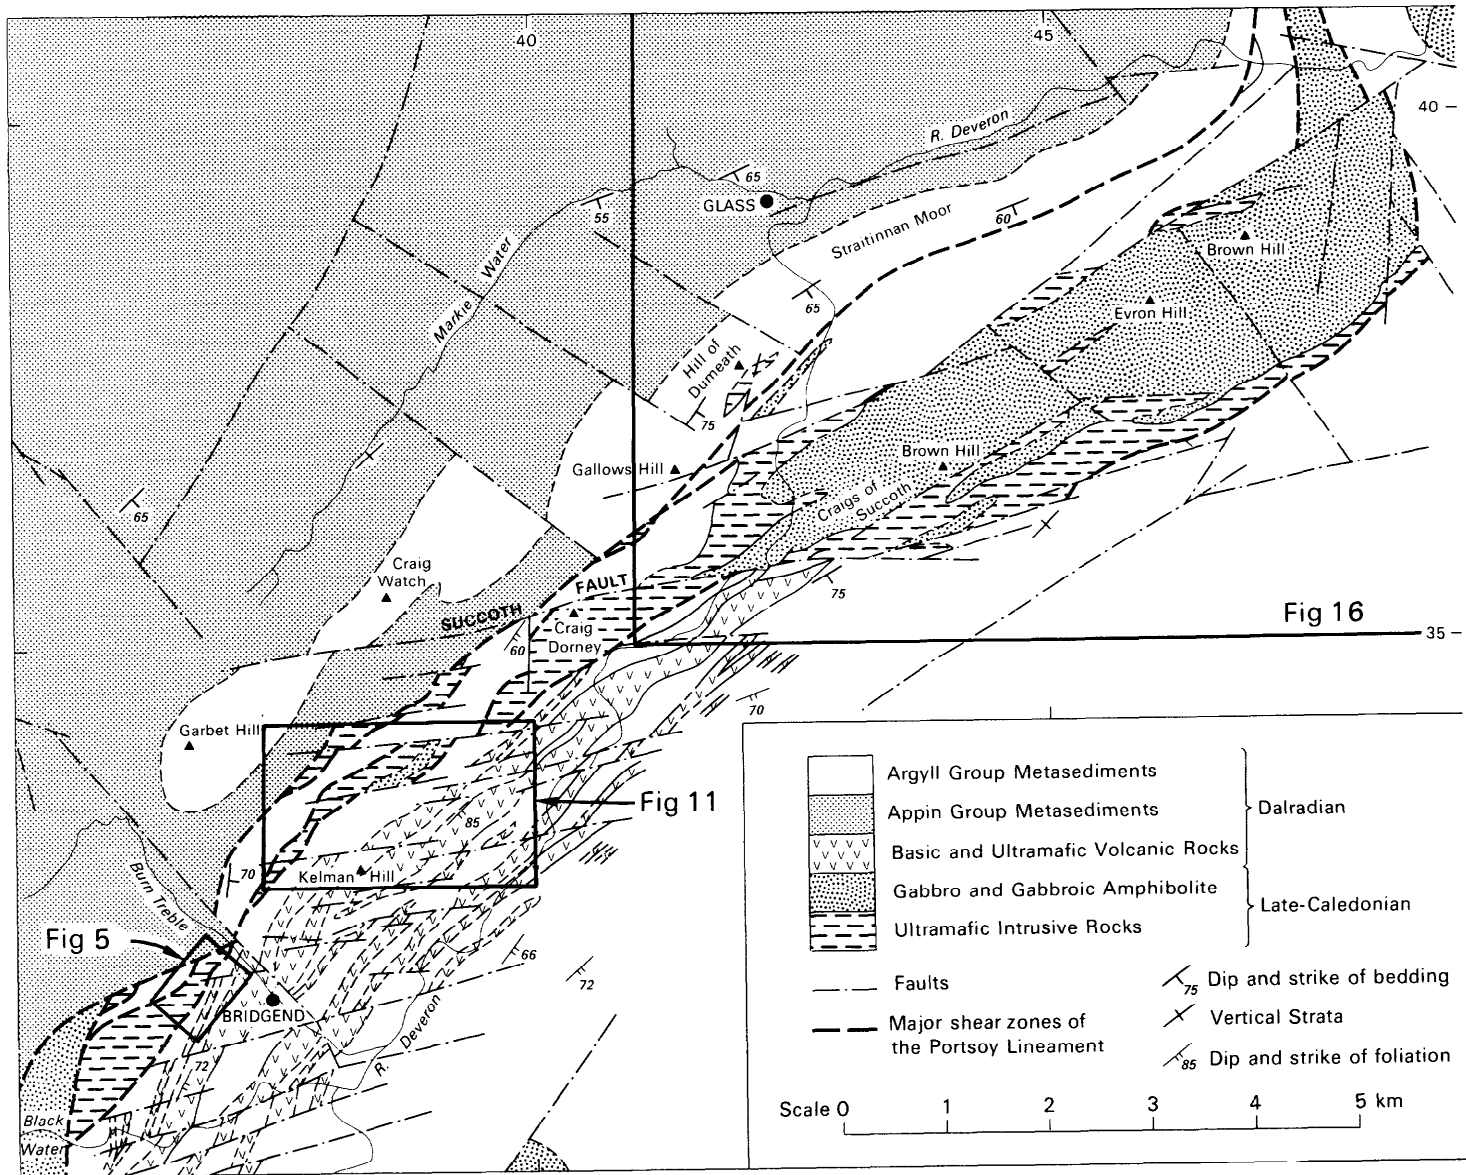 40
45
40
R. Deveron
65
GLASS
55
Straitinnan Moor
60
Markie Water
Brown Hill
65
Evron Hill
Hill of
Dumeath
75
Gallows Hill
Brown Hill
Craigs of
Succoth
65
Craig
Watch
SUCCOTH FAULT
75
Fig 16
35
Craig
Dorney
60
70
Garbet Hill
Fig 11
85
70
Kelman Hill
Burn Treble
Fig 5
66
72
BRIDGEND
R. Deveron
72
Black
Water
Argyll Group Metasediments
Appin Group Metasediments
Dalradian
Basic and Ultramafic Volcanic Rocks
Gabbro and Gabbroic Amphibolite
Late-Caledonian
Ultramafic Intrusive Rocks
Faults
75 Dip and strike of bedding
Major shear zones of
the Portsoy Lineament
Vertical Strata
85 Dip and strike of foliation
Scale 0 1 2 3 4 5 km